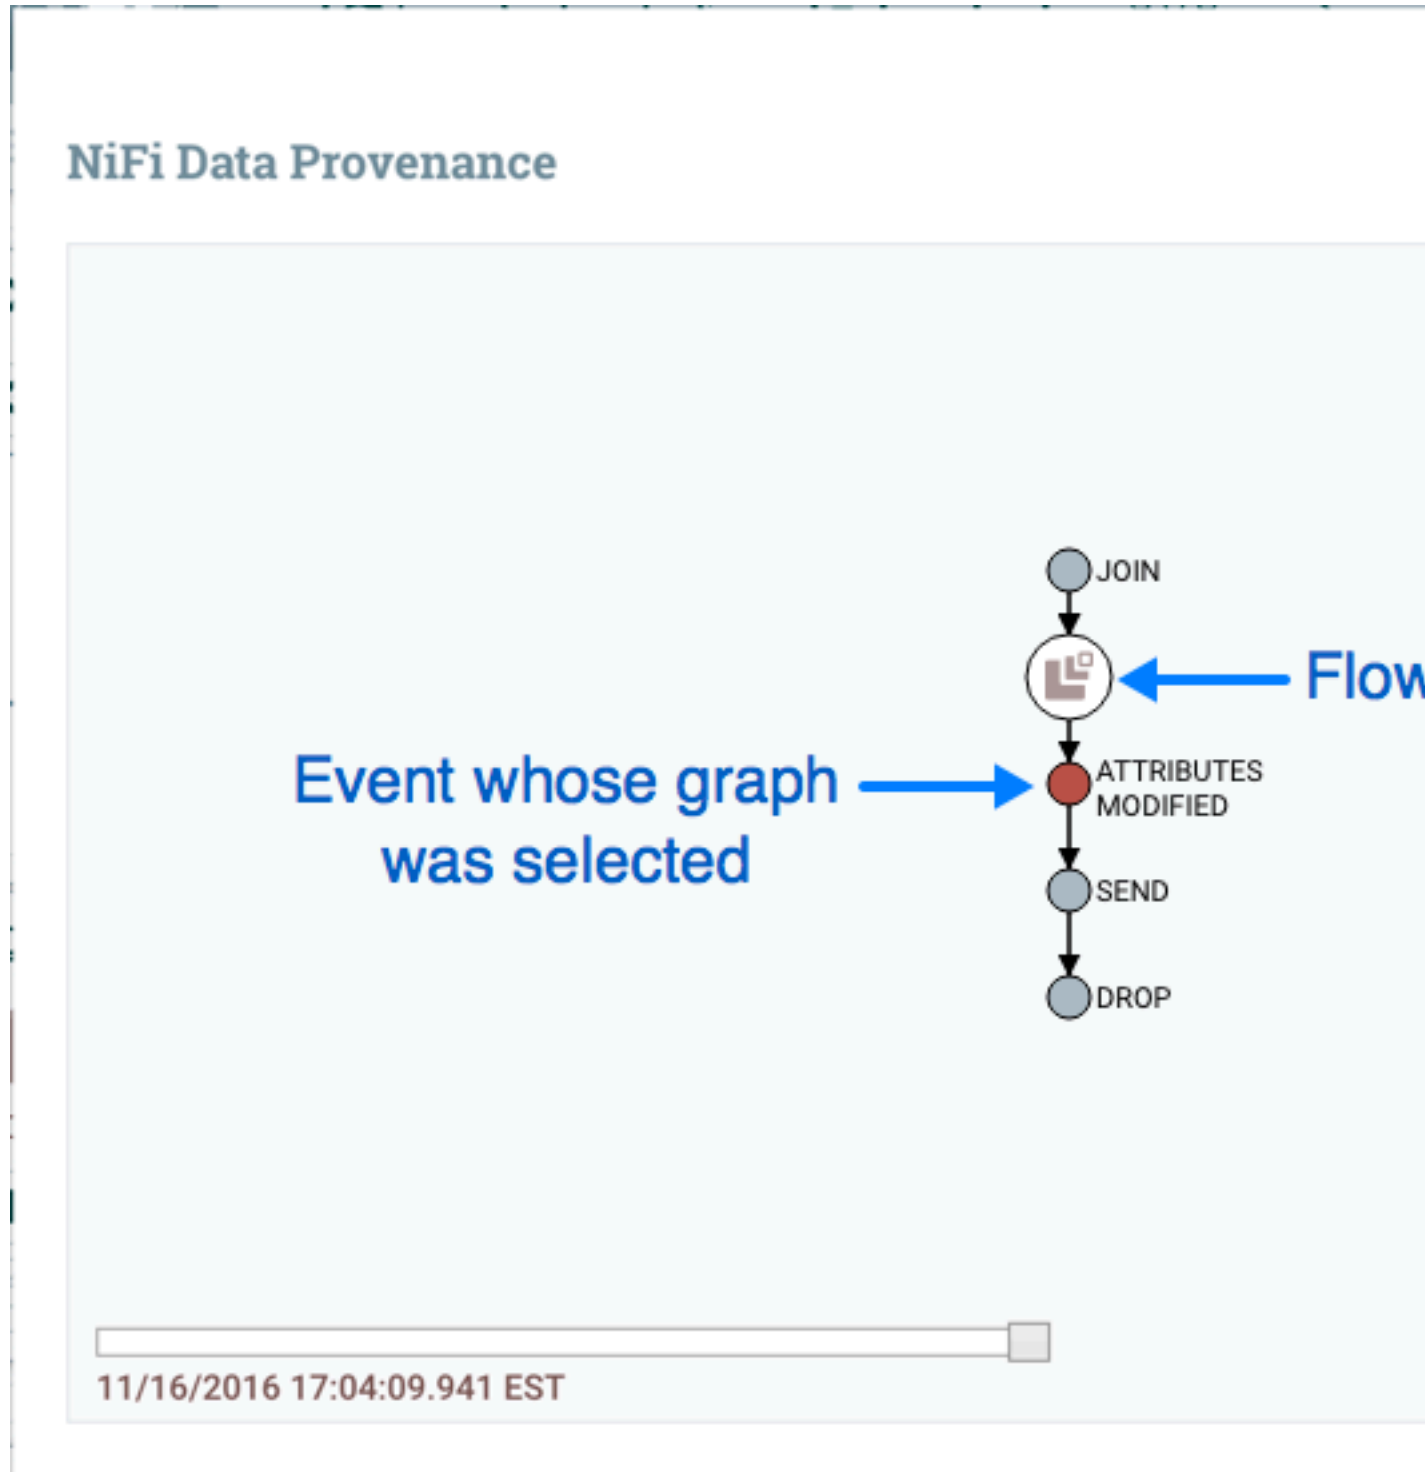 NiFi Data Provenance
JOIN
Flow
Event whose graph
was selected
ATTRIBUTES
MODIFIED
SEND
DROP
11/16/2016 17:04:09.941 EST